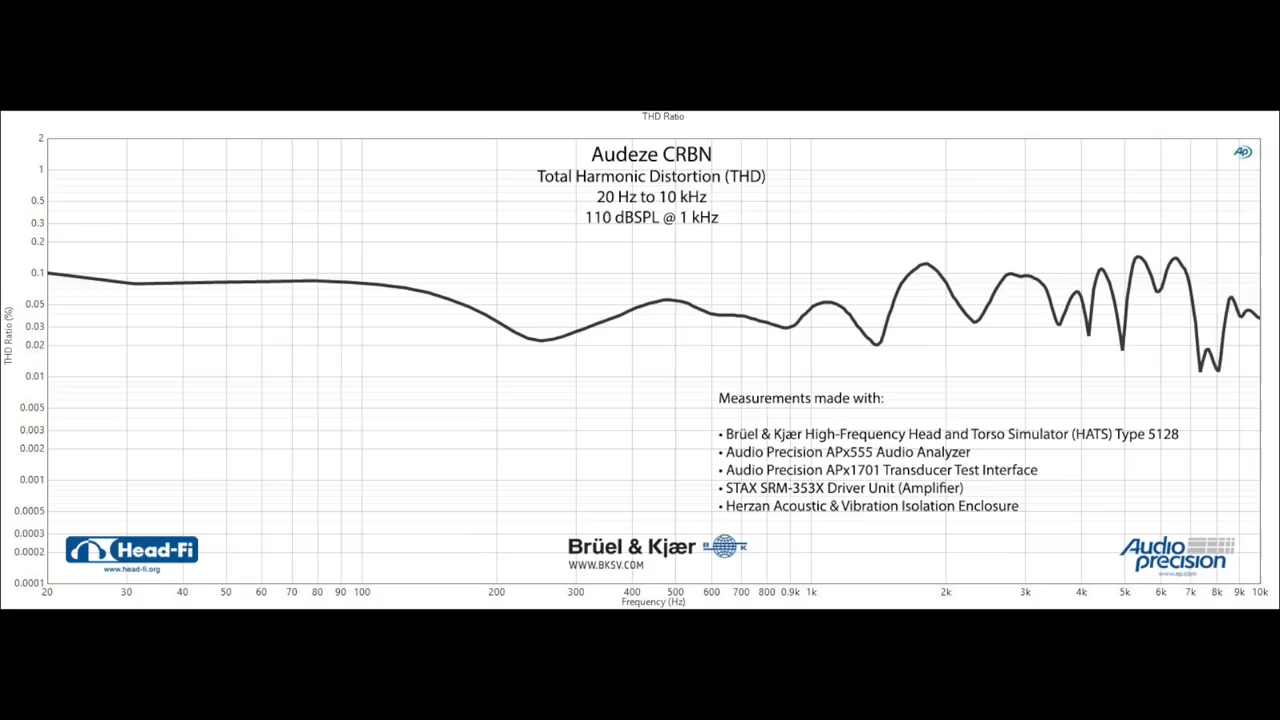 THD Ratio
Audeze CRBN
Total Harmonic Distortion (THD)
20 Hz to 10 kHz
110 dBSPL @ 1 kHz
AP
THD Ratio (%)
2
1
0.5
0.3
0.2
0.1
0.05
0.03
0.02
0.01
0.005
0.003
0.002
0.001
0.0005
0.0003
0.0002
0.0001
Measurements made with:
• Brüel & Kjær High-Frequency Head and Torso Simulator (HATS) Type 5128
• Audio Precision APx555 Audio Analyzer
• Audio Precision APx1701 Transducer Test Interface
• STAX SRM-353X Driver Unit (Amplifier)
• Herzan Acoustic & Vibration Isolation Enclosure
Head-Fi
www.head-fi.org
Brüel & Kjær B K
WWW.BKSV.COM
Audio
precision
www.ap.com
20 30 40 50 60 70 80 90 100 200 300 400 500 600 700 800 0.9k 1k 2k 3k 4k 5k 6k 7k 8k 9k 10k
Frequency (Hz)